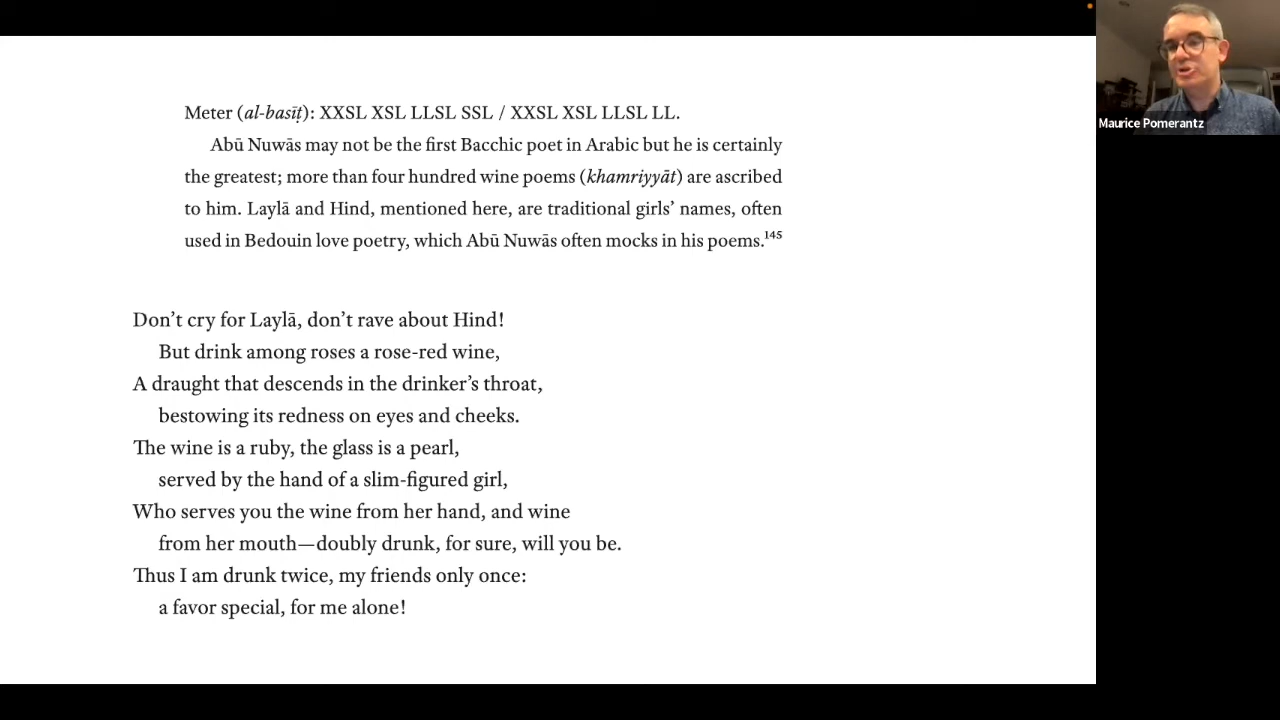 Meter (al-basīṭ): XXSL XSL LLSL SSL / XXSL XSL LLSL LL.
Abū Nuwās may not be the first Bacchic poet in Arabic but he is certainly
the greatest; more than four hundred wine poems (khamriyyāt) are ascribed
to him. Laylā and Hind, mentioned here, are traditional girls’ names, often
used in Bedouin love poetry, which Abū Nuwās often mocks in his poems.¹⁴⁵
Don’t cry for Laylā, don’t rave about Hind!
But drink among roses a rose-red wine,
A draught that descends in the drinker’s throat,
bestowing its redness on eyes and cheeks.
The wine is a ruby, the glass is a pearl,
served by the hand of a slim-figured girl,
Who serves you the wine from her hand, and wine
from her mouth—doubly drunk, for sure, will you be.
Thus I am drunk twice, my friends only once:
a favor special, for me alone!
Maurice Pomerantz